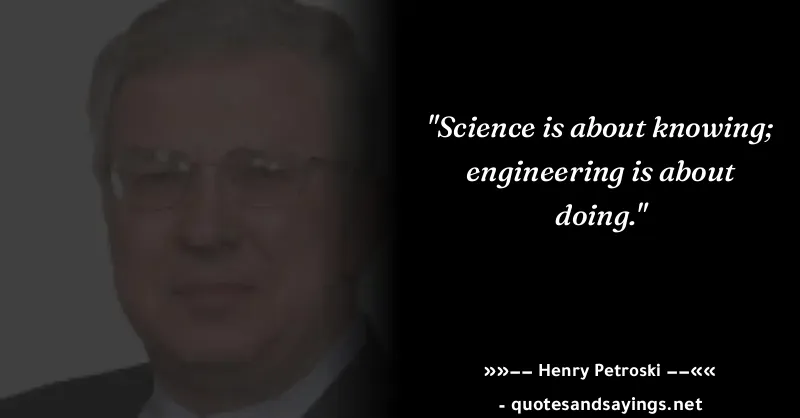 "Science is about knowing;
engineering is about
doing."
»»−− Henry Petroski −−««
- quotesandsayings.net